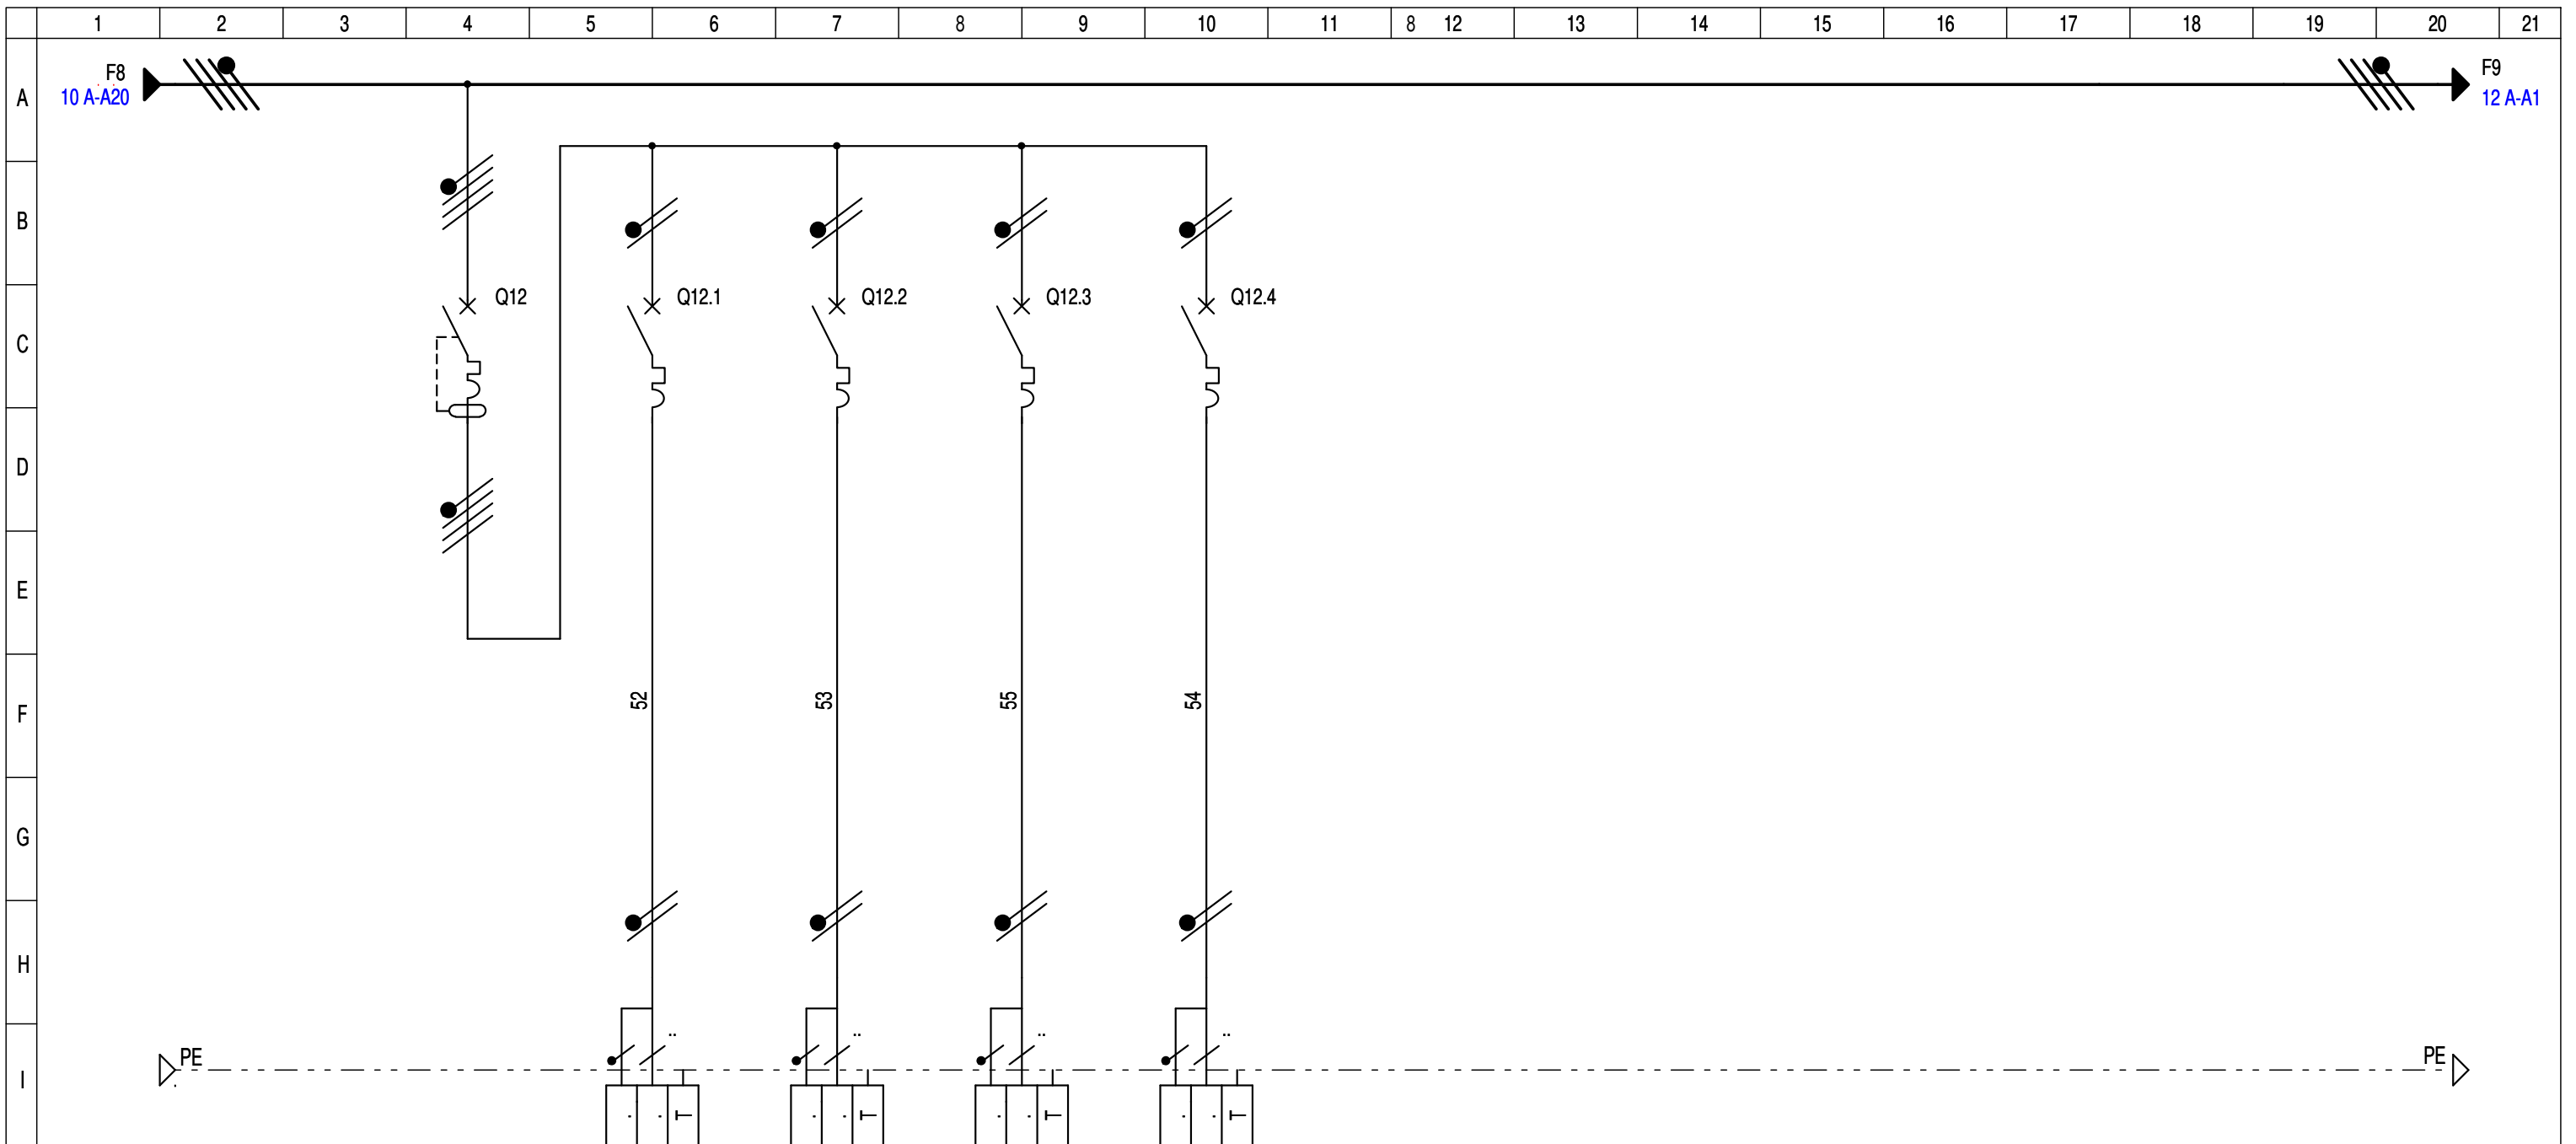 1 2 3 4 5 6 7 8 9 10 11 8 12 13 14 15 16 17 18 19 20 21
A
F8
10 A-A20
F9
12 A-A1
B
Q12 Q12.1 Q12.2 Q12.3 Q12.4
C
D
E
52 53 55 54
F
G
H
PE PE
I
T T T T